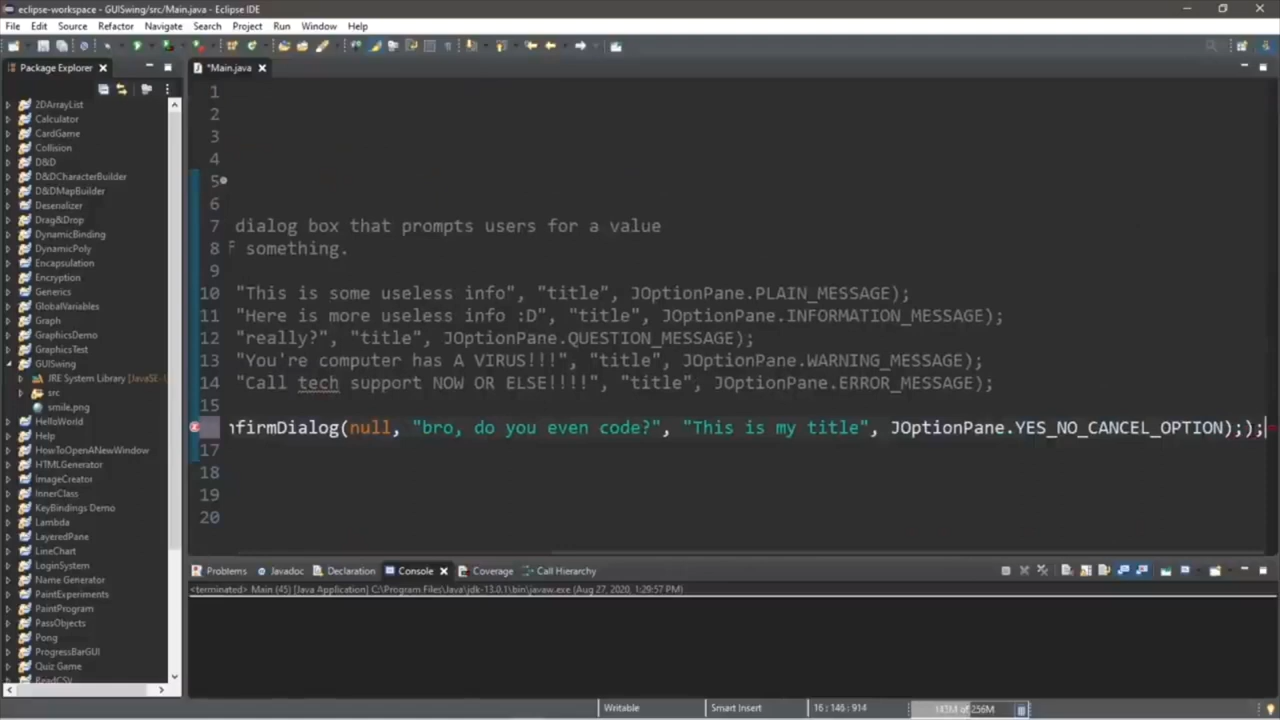 eclipse-workspace - GUISwing/src/Main.java - Eclipse IDE
File Edit Source Refactor Navigate Search Project Run Window Help
Package Explorer
*Main.java
2DArrayList
Calculator
CardGame
Collision
D&D
D&DCharacterBuilder
D&DMapBuilder
Deserializer
Drag&Drop
DynamicBinding
DynamicPoly
Encapsulation
Encryption
Generics
GlobalVariables
Graph
GraphicsDemo
GraphicsTest
GUISwing
JRE System Library [JavaSE-
src
smile.png
HelloWorld
Help
HowToOpenANewWindow
HTMLGenerator
ImageCreator
InnerClass
KeyBindings Demo
Lambda
LayeredPane
LineChart
LoginSystem
Name Generator
PaintExperiments
PaintProgram
PassObjects
Pong
ProgressBarGUI
Quiz Game
ReadCSV
1
2
3
4
5
6
7 dialog box that prompts users for a value
8 f something.
9
10 "This is some useless info", "title", JOptionPane.PLAIN_MESSAGE);
11 "Here is more useless info :D", "title", JOptionPane.INFORMATION_MESSAGE);
12 "really?", "title", JOptionPane.QUESTION_MESSAGE);
13 "You're computer has A VIRUS!!!", "title", JOptionPane.WARNING_MESSAGE);
14 "Call tech support NOW OR ELSE!!!!", "title", JOptionPane.ERROR_MESSAGE);
15
nfirmDialog(null, "bro, do you even code?", "This is my title", JOptionPane.YES_NO_CANCEL_OPTION););
17
18
19
20
Problems Javadoc Declaration Console Coverage Call Hierarchy
<terminated> Main (45) [Java Application] C:\Program Files\Java\jdk-13.0.1\bin\javaw.exe (Aug 27, 2020, 1:29:57 PM)
Writable Smart Insert 16 : 146 : 914 of 256M